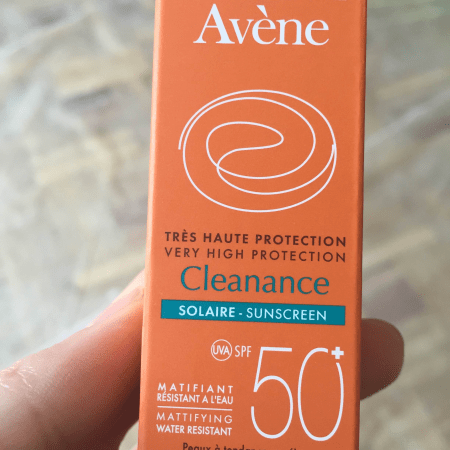 Avène
TRÈS HAUTE PROTECTION
VERY HIGH PROTECTION
Cleanance
SOLAIRE - SUNSCREEN
UVA SPF 50+
MATIFIANT
RÉSISTANT A L'EAU
MATTIFYING
WATER RESISTANT
Peaux à